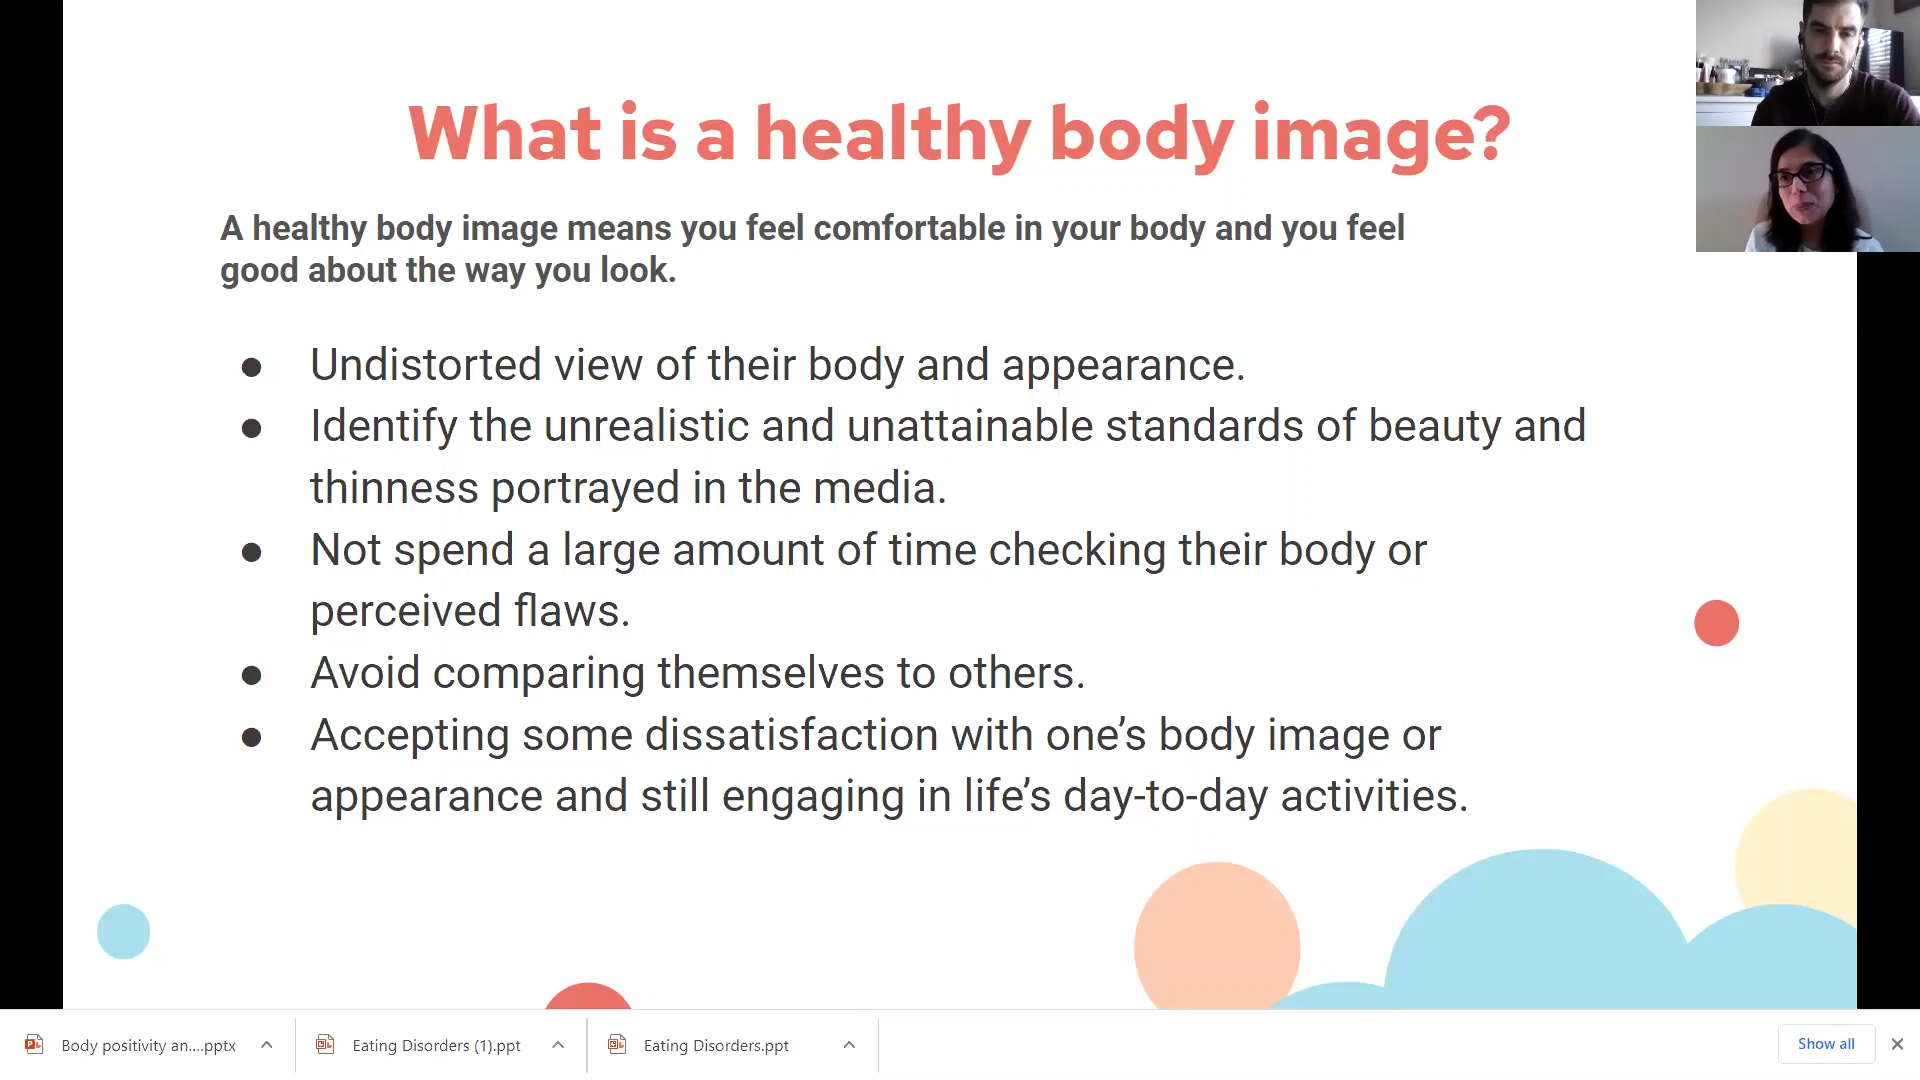 What is a healthy body image?
A healthy body image means you feel comfortable in your body and you feel
good about the way you look.
● Undistorted view of their body and appearance.
● Identify the unrealistic and unattainable standards of beauty and
thinness portrayed in the media.
● Not spend a large amount of time checking their body or
perceived flaws.
● Avoid comparing themselves to others.
● Accepting some dissatisfaction with one’s body image or
appearance and still engaging in life’s day-to-day activities.
Body positivity an....pptx
Eating Disorders (1).ppt
Eating Disorders.ppt
Show all